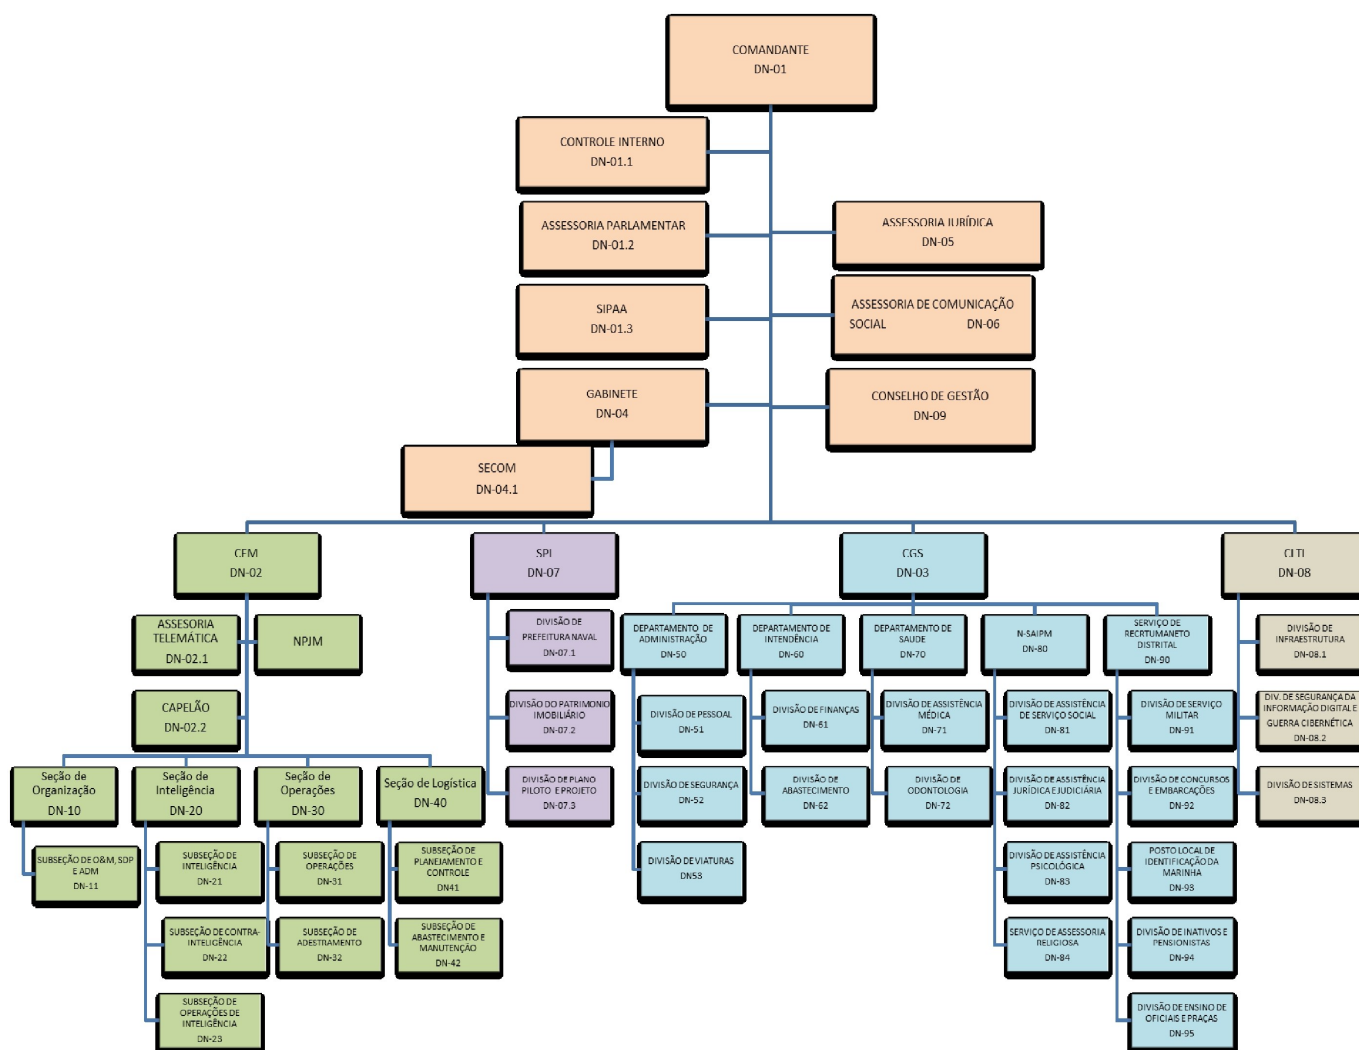 COMANDANTE
DN-01
CONTROLE INTERNO
DN-01.1
ASSESSORIA PARLAMENTAR
DN-01.2
ASSESSORIA JURÍDICA
DN-05
SIPAA
DN-01.3
ASSESSORIA DE COMUNICAÇÃO
SOCIAL DN-06
GABINETE
DN-04
CONSELHO DE GESTÃO
DN-09
SECOM
DN-04.1
CEM
DN-02
SPI
DN-07
CGS
DN-03
CLTI
DN-08
ASSESORIA
TELEMÁTICA
DN-02.1
NPJM
CAPELÃO
DN-02.2
Seção de
Organização
DN-10
Seção de
Inteligência
DN-20
Seção de
Operações
DN-30
Seção de Logística
DN-40
SUBSEÇÃO DE O&M, SDP
E ADM
DN-11
SUBSEÇÃO DE
INTELIGÊNCIA
DN-21
SUBSEÇÃO DE CONTRA-
INTELIGÊNCIA
DN-22
SUBSEÇÃO DE
OPERAÇÕES DE
INTELIGÊNCIA
DN-23
SUBSEÇÃO DE
OPERAÇÕES
DN-31
SUBSEÇÃO DE
ADESTRAMENTO
DN-32
SUBSEÇÃO DE
PLANEJAMENTO E
CONTROLE
DN41
SUBSEÇÃO DE
ABASTECIMENTO E
MANUTENÇÃO
DN-42
DIVISÃO DE
PREFEITURA NAVAL
DN-07.1
DIVISÃO DO PATRIMONIO
IMOBILIÁRIO
DN-07.2
DIVISÃO DE PLANO
PILOTO E PROJETO
DN-07.3
DEPARTAMENTO DE
ADMINISTRAÇÃO
DN-50
DIVISÃO DE PESSOAL
DN-51
DIVISÃO DE SEGURANÇA
DN-52
DIVISÃO DE VIATURAS
DN53
DEPARTAMENTO DE
INTENDÊNCIA
DN-60
DIVISÃO DE FINANÇAS
DN-61
DIVISÃO DE
ABASTECIMENTO
DN-62
DEPARTAMENTO DE
SAUDE
DN-70
DIVISÃO DE ASSISTÊNCIA
MÉDICA
DN-71
DIVISÃO DE
ODONTOLOGIA
DN-72
N-SAIPM
DN-80
DIVISÃO DE ASSISTÊNCIA
DE SERVIÇO SOCIAL
DN-81
DIVISÃO DE ASSISTÊNCIA
JURÍDICA E JUDICIÁRIA
DN-82
DIVISÃO DE ASSISTÊNCIA
PSICOLÓGICA
DN-83
SERVIÇO DE ASSESSORIA
RELIGIOSA
DN-84
SERVIÇO DE
RECRTUMANETO
DISTRITAL
DN-90
DIVISÃO DE SERVIÇO
MILITAR
DN-91
DIVISÃO DE CONCURSOS
E EMBARCAÇÕES
DN-92
POSTO LOCAL DE
IDENTIFICAÇÃO DA
MARINHA
DN-93
DIVISÃO DE INATIVOS E
PENSIONISTAS
DN-94
DIVISÃO DE ENSINO DE
OFICIAIS E PRAÇAS
DN-95
DIVISÃO DE
INFRAESTRUTURA
DN-08.1
DIV. DE SEGURANÇA DA
INFORMAÇÃO DIGITAL E
GUERRA CIBERNÉTICA
DN-08.2
DIVISÃO DE SISTEMAS
DN-08.3